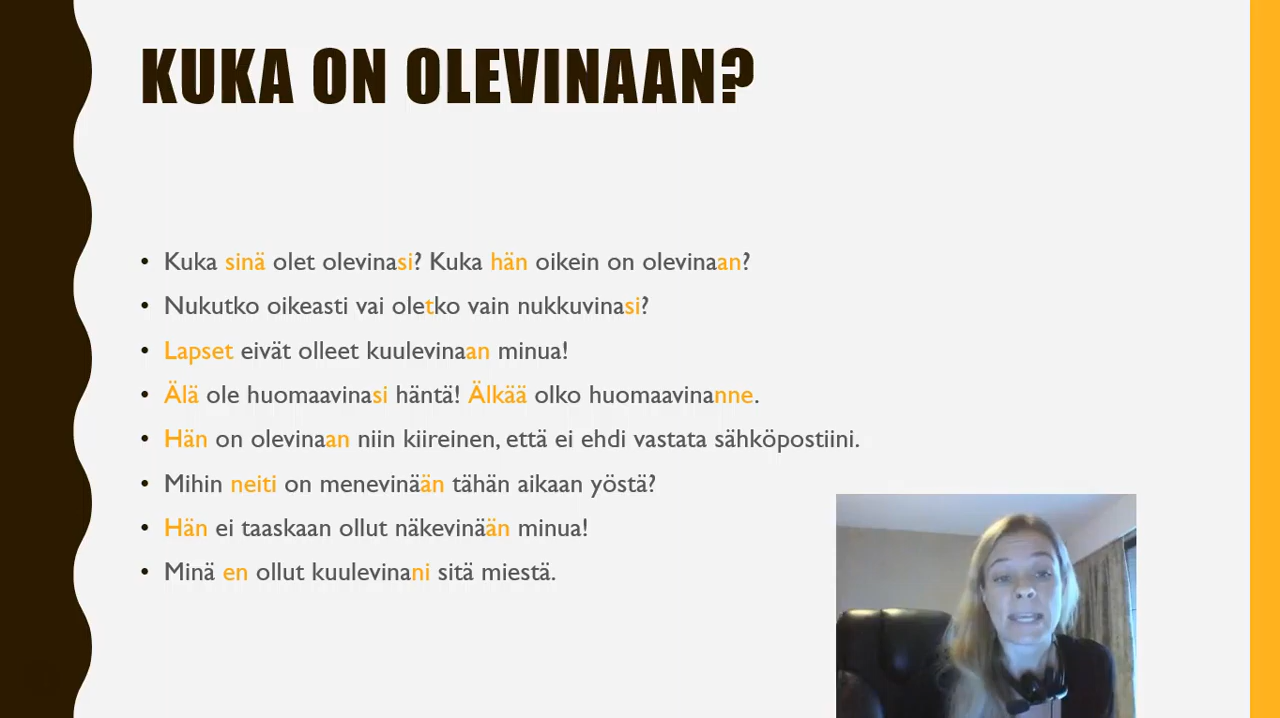 KUKA ON OLEVINAAN?
• Kuka sinä olet olevinasi? Kuka hän oikein on olevinaan?
• Nukutko oikeasti vai oletko vain nukkuvinasi?
• Lapset eivät olleet kuulevinaan minua!
• Älä ole huomaavinasi häntä! Älkää olko huomaavinanne.
• Hän on olevinaan niin kiireinen, että ei ehdi vastata sähköpostiini.
• Mihin neiti on menevinään tähän aikaan yöstä?
• Hän ei taaskaan ollut näkevinään minua!
• Minä en ollut kuulevinani sitä miestä.